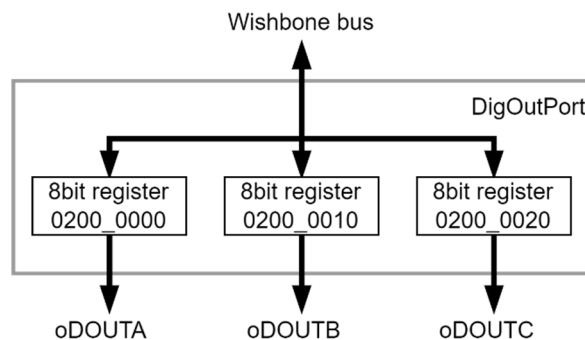 Wishbone bus
DigOutPort
8bit register
0200_0000
8bit register
0200_0010
8bit register
0200_0020
oDOUTA
oDOUTB
oDOUTC